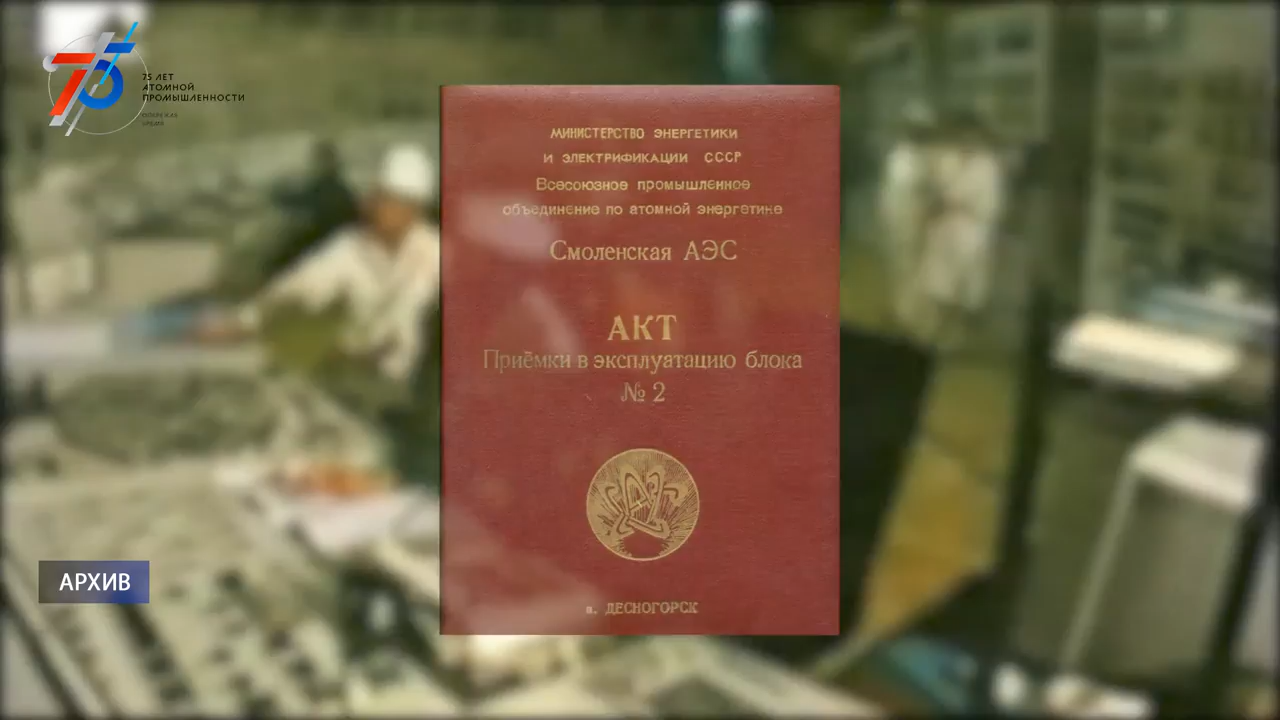 75
75 ЛЕТ
АТОМНОЙ
ПРОМЫШЛЕННОСТИ
МИНИСТЕРСТВО ЭНЕРГЕТИКИ
И ЭЛЕКТРИФИКАЦИИ СССР
Всесоюзное промышленное
объединение по атомной энергетике
Смоленская АЭС
АКТ
Приёмки в эксплуатацию блока
№ 2
п. ДЕСНОГОРСК
АРХИВ